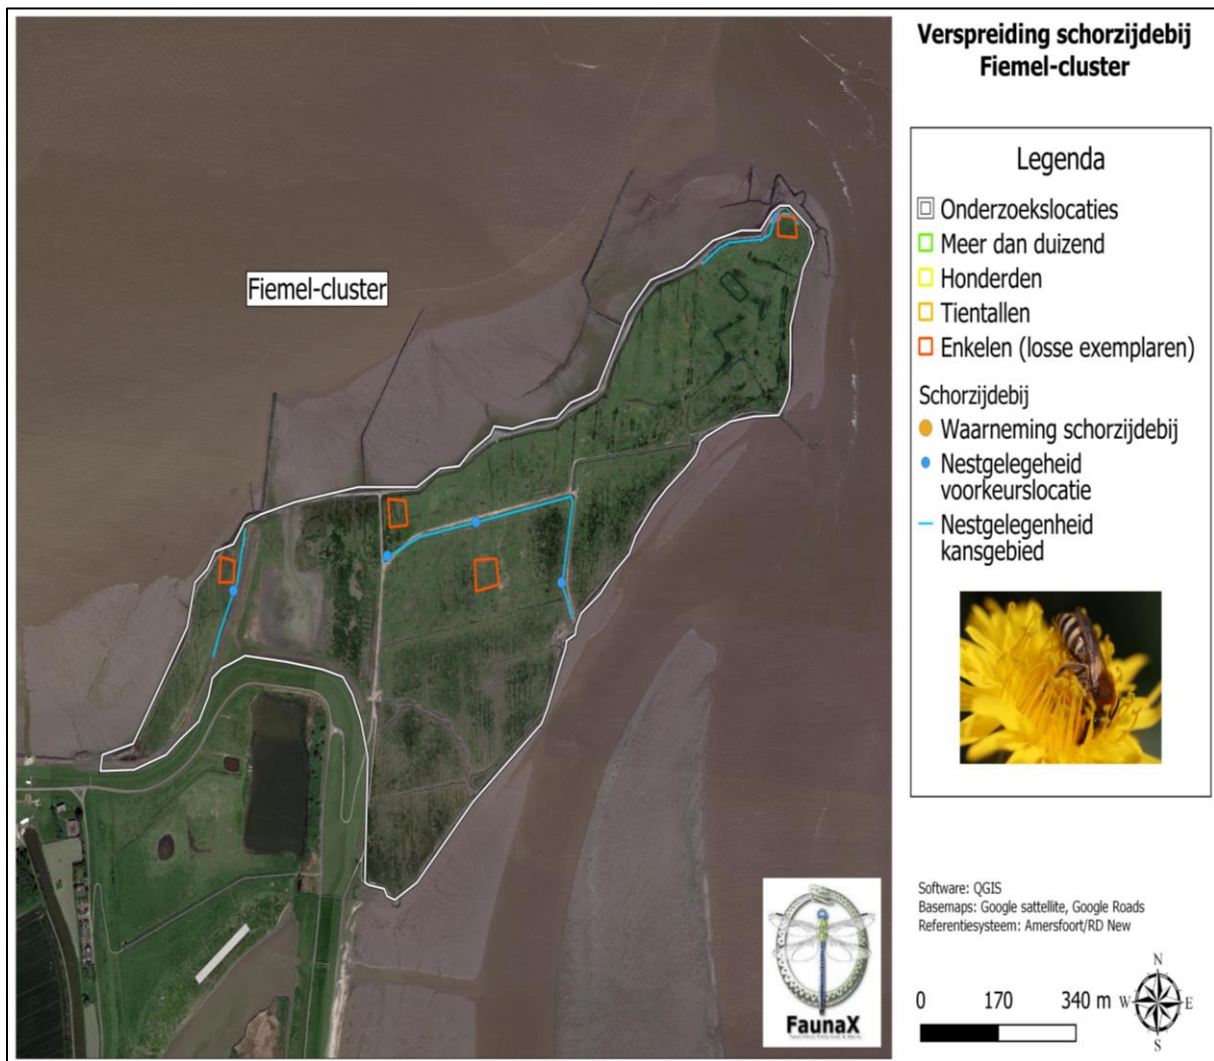 Verspreiding schorzijdebij
Fiemel-cluster
Fiemel-cluster
Legenda
Onderzoekslocaties
Meer dan duizend
Honderden
Tientallen
Enkelen (losse exemplaren)
Schorzijdebij
Waarneming schorzijdebij
Nestgelegeheid
voorkeurslocatie
Nestgelegenheid
kansgebied
Software: QGIS
Basemaps: Google sattellite, Google Roads
Referentiesysteem: Amersfoort/RD New
0 170 340 m
N
W E
S
FaunaX